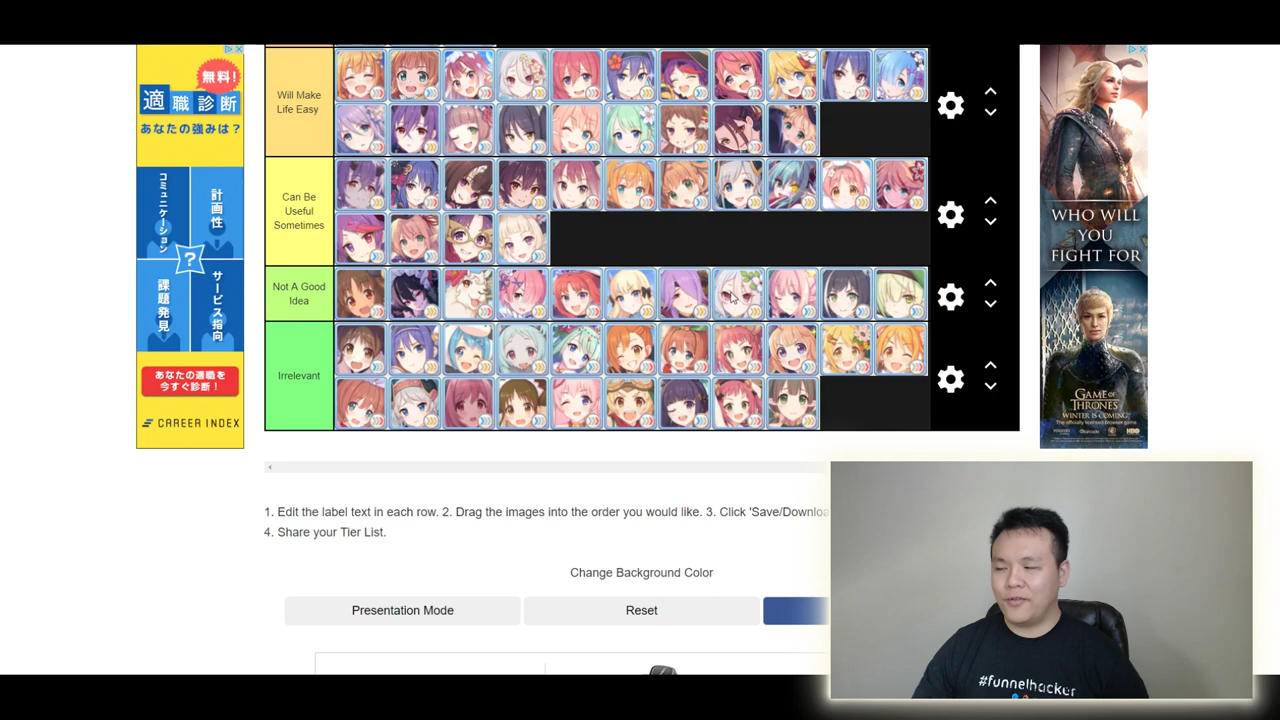 無料!
適職診断
あなたの強みは？
コミュニケーション
計画性
?
課題発見
サービス指向
あなたの適職を
今すぐ診断!
CAREER INDEX
Will Make
Life Easy
Can Be
Useful
Sometimes
Not A Good
Idea
Irrelevant
WHO WILL
YOU
FIGHT FOR
GAME OF
THRONES
WINTER IS COMING
1. Edit the label text in each row. 2. Drag the images into the order you would like. 3. Click 'Save/Downloa
4. Share your Tier List.
Change Background Color
Presentation Mode
Reset
#funnelhacker